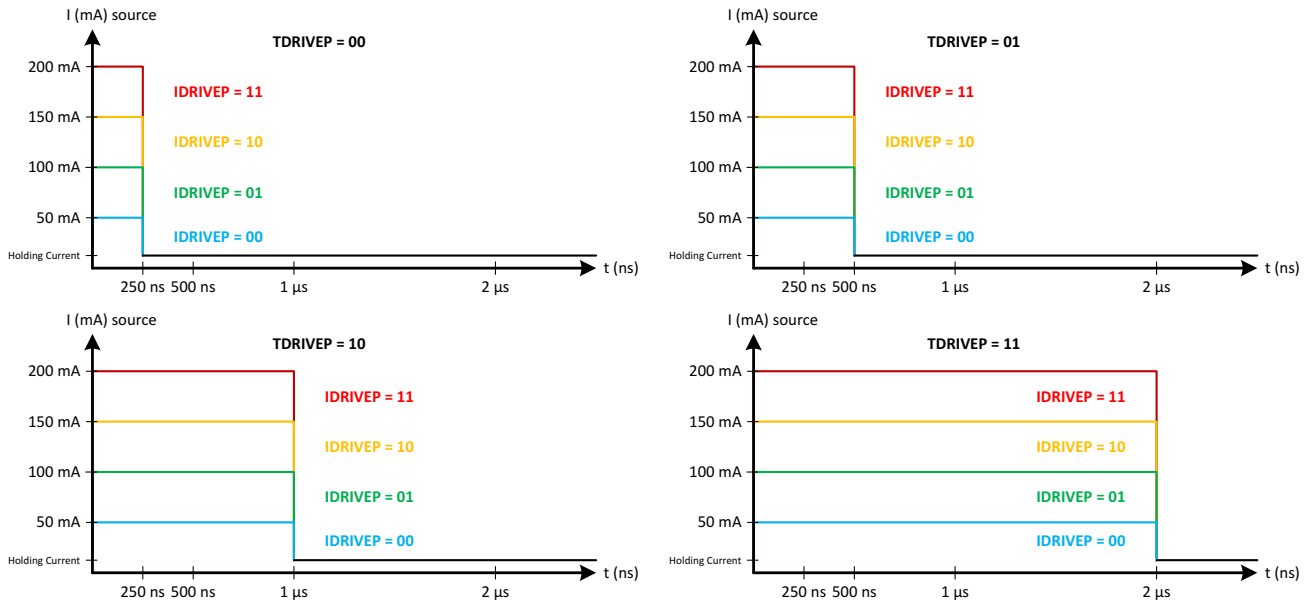 I (mA) source
TDRIVEP = 00
200 mA
IDRIVEP = 11
150 mA
IDRIVEP = 10
100 mA
IDRIVEP = 01
50 mA
IDRIVEP = 00
Holding Current
t (ns)
250 ns 500 ns 1 µs 2 µs
I (mA) source
TDRIVEP = 01
200 mA
IDRIVEP = 11
150 mA
IDRIVEP = 10
100 mA
IDRIVEP = 01
50 mA
IDRIVEP = 00
Holding Current
t (ns)
250 ns 500 ns 1 µs 2 µs
I (mA) source
TDRIVEP = 10
200 mA
IDRIVEP = 11
150 mA
IDRIVEP = 10
100 mA
IDRIVEP = 01
50 mA
IDRIVEP = 00
Holding Current
t (ns)
250 ns 500 ns 1 µs 2 µs
I (mA) source
TDRIVEP = 11
200 mA
IDRIVEP = 11
150 mA
IDRIVEP = 10
100 mA
IDRIVEP = 01
50 mA
IDRIVEP = 00
Holding Current
t (ns)
250 ns 500 ns 1 µs 2 µs